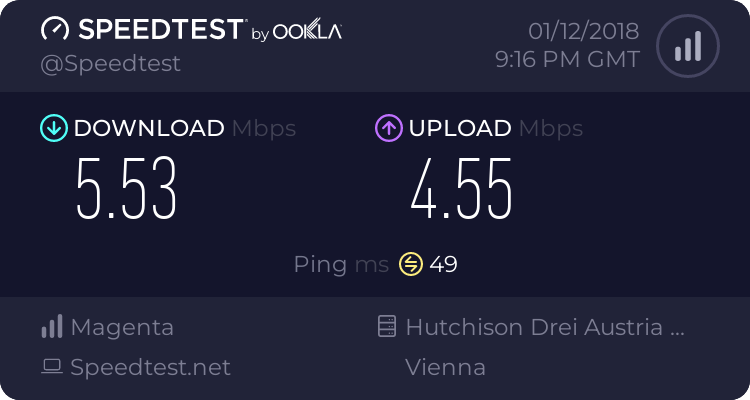 SPEEDTEST by OOKLA
@Speedtest
01/12/2018
9:16 PM GMT
DOWNLOAD Mbps
5.53
UPLOAD Mbps
4.55
Ping ms 49
Magenta
Speedtest.net
Hutchison Drei Austria ...
Vienna